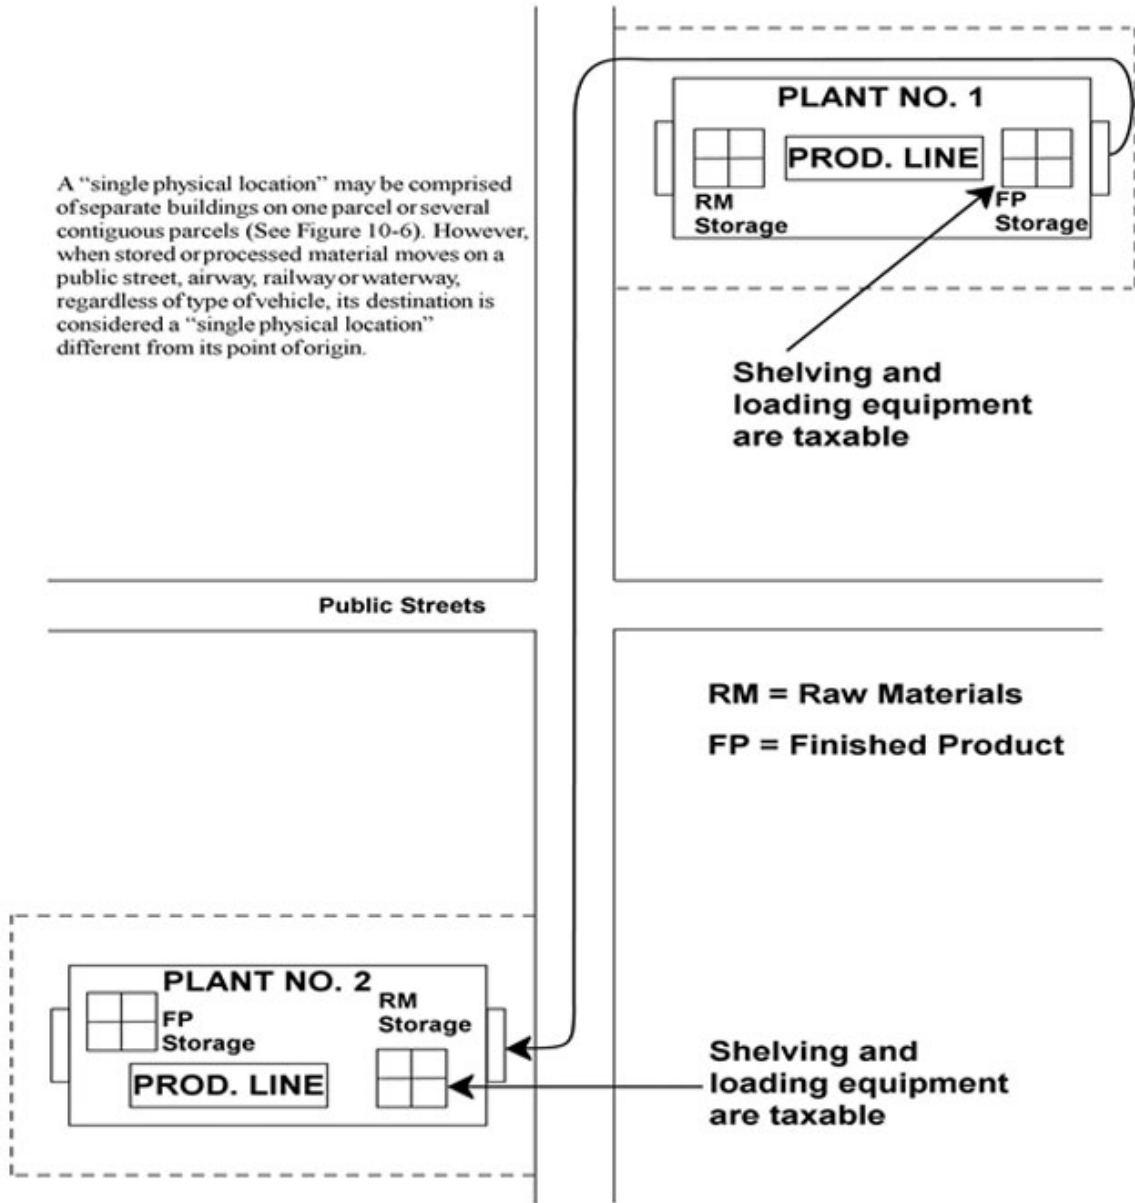 PLANT NO. 1
PROD. LINE
RM
Storage
FP
Storage
A “single physical location” may be comprised
of separate buildings on one parcel or several
contiguous parcels (See Figure 10-6). However,
when stored or processed material moves on a
public street, airway, railway or waterway,
regardless of type of vehicle, its destination is
considered a “single physical location”
different from its point of origin.
Shelving and
loading equipment
are taxable
Public Streets
RM = Raw Materials
FP = Finished Product
PLANT NO. 2
FP
Storage
RM
Storage
PROD. LINE
Shelving and
loading equipment
are taxable